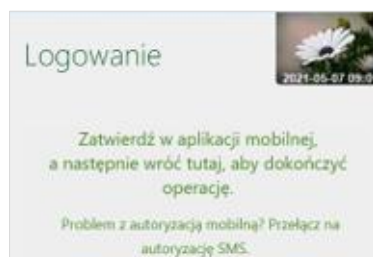 Logowanie
2021-05-07 09:0
Zatwierdź w aplikacji mobilnej,
a następnie wróć tutaj, aby dokończyć
operację.
Problem z autoryzacją mobilną? Przełącz na
autoryzację SMS.